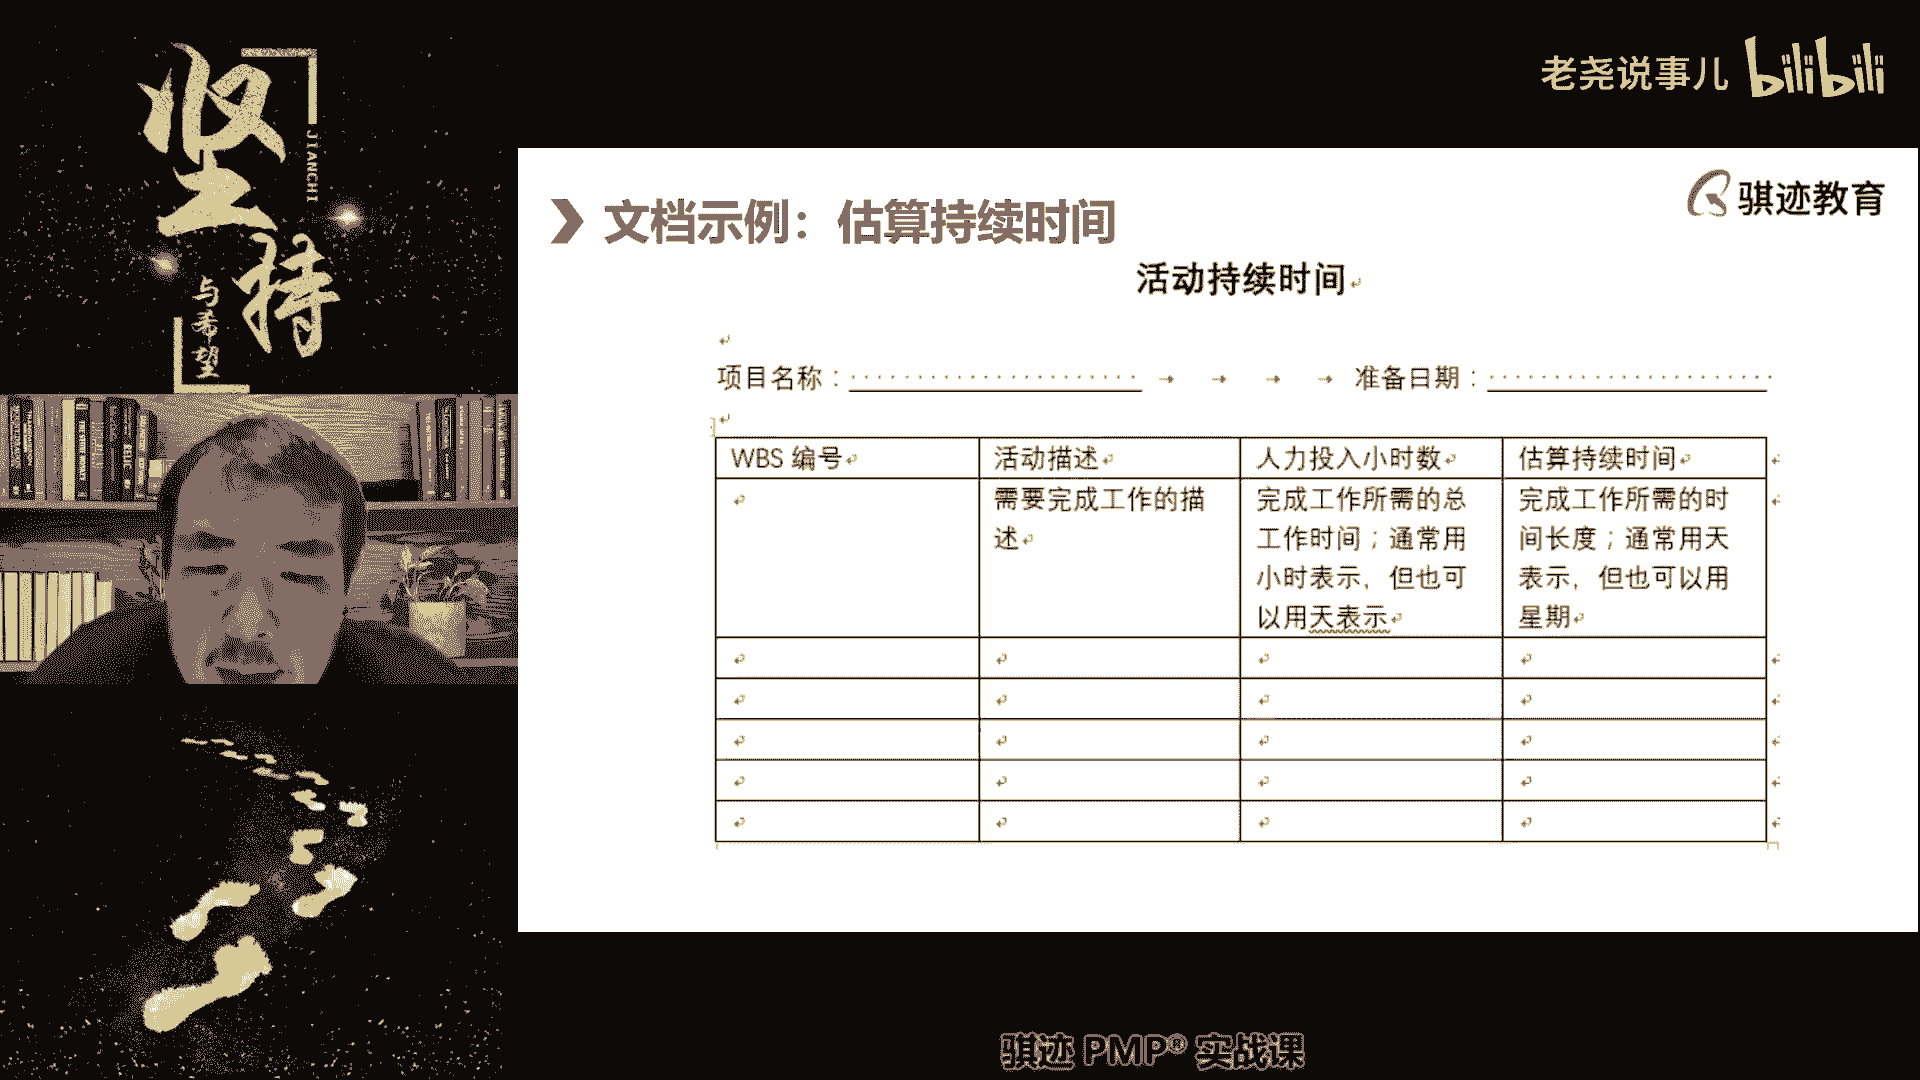 坚持
JIANCHI
与希望
老尧说事儿 bilibili
骐迹教育
文档示例：估算持续时间
活动持续时间
项目名称： 准备日期：
WBS 编号 活动描述 人力投入小时数 估算持续时间
需要完成工作的描
述
完成工作所需的总
工作时间；通常用
小时表示，但也可
以用天表示
完成工作所需的时
间长度；通常用天
表示，但也可以用
星期
骐迹 PMP® 实战课